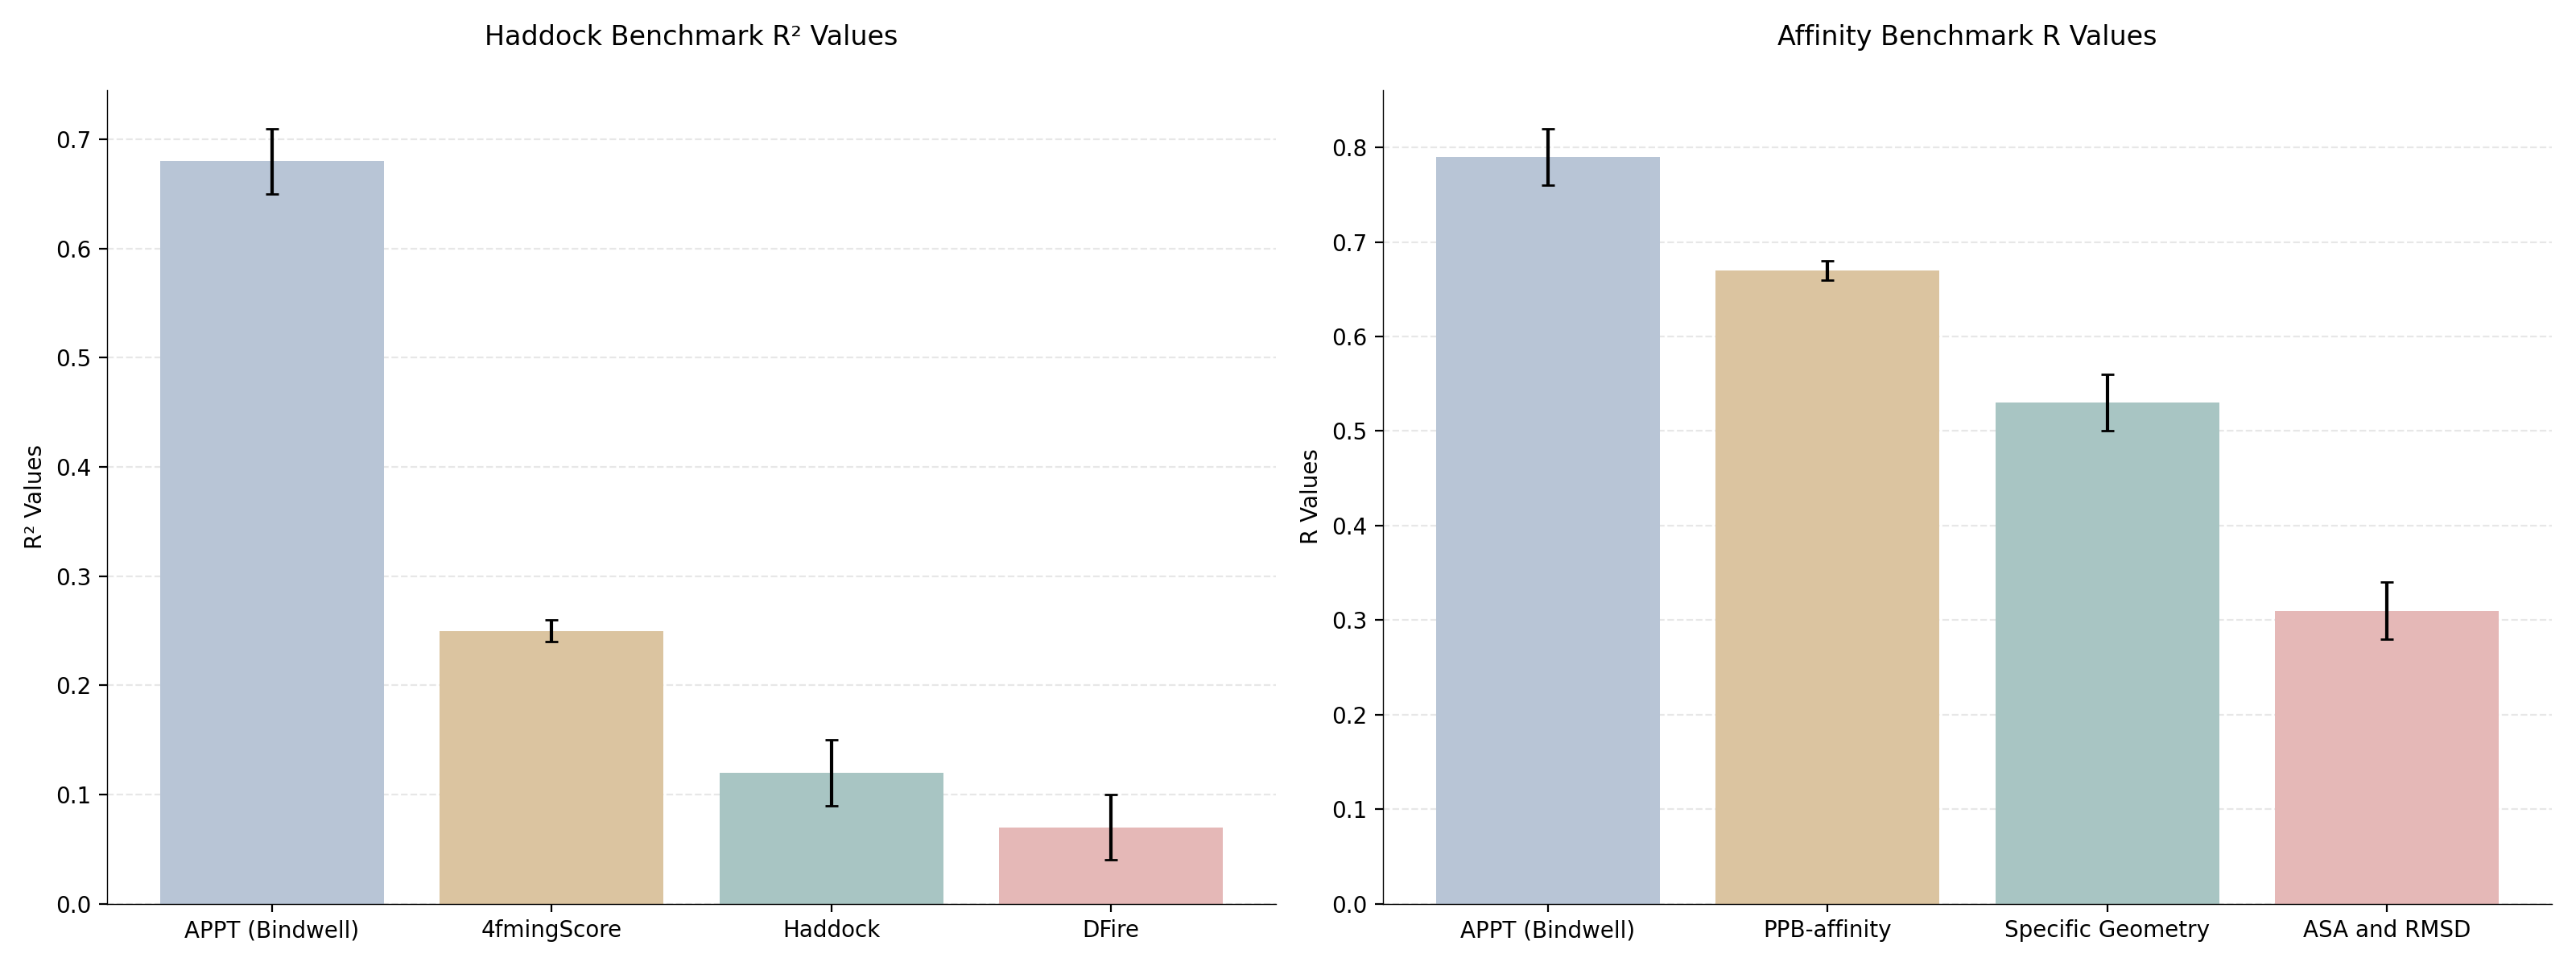 Haddock Benchmark R² Values
R² Values
0.7
0.6
0.5
0.4
0.3
0.2
0.1
0.0
APPT (Bindwell)
4fmingScore
Haddock
DFire
Affinity Benchmark R Values
R Values
0.8
0.7
0.6
0.5
0.4
0.3
0.2
0.1
0.0
APPT (Bindwell)
PPB-affinity
Specific Geometry
ASA and RMSD